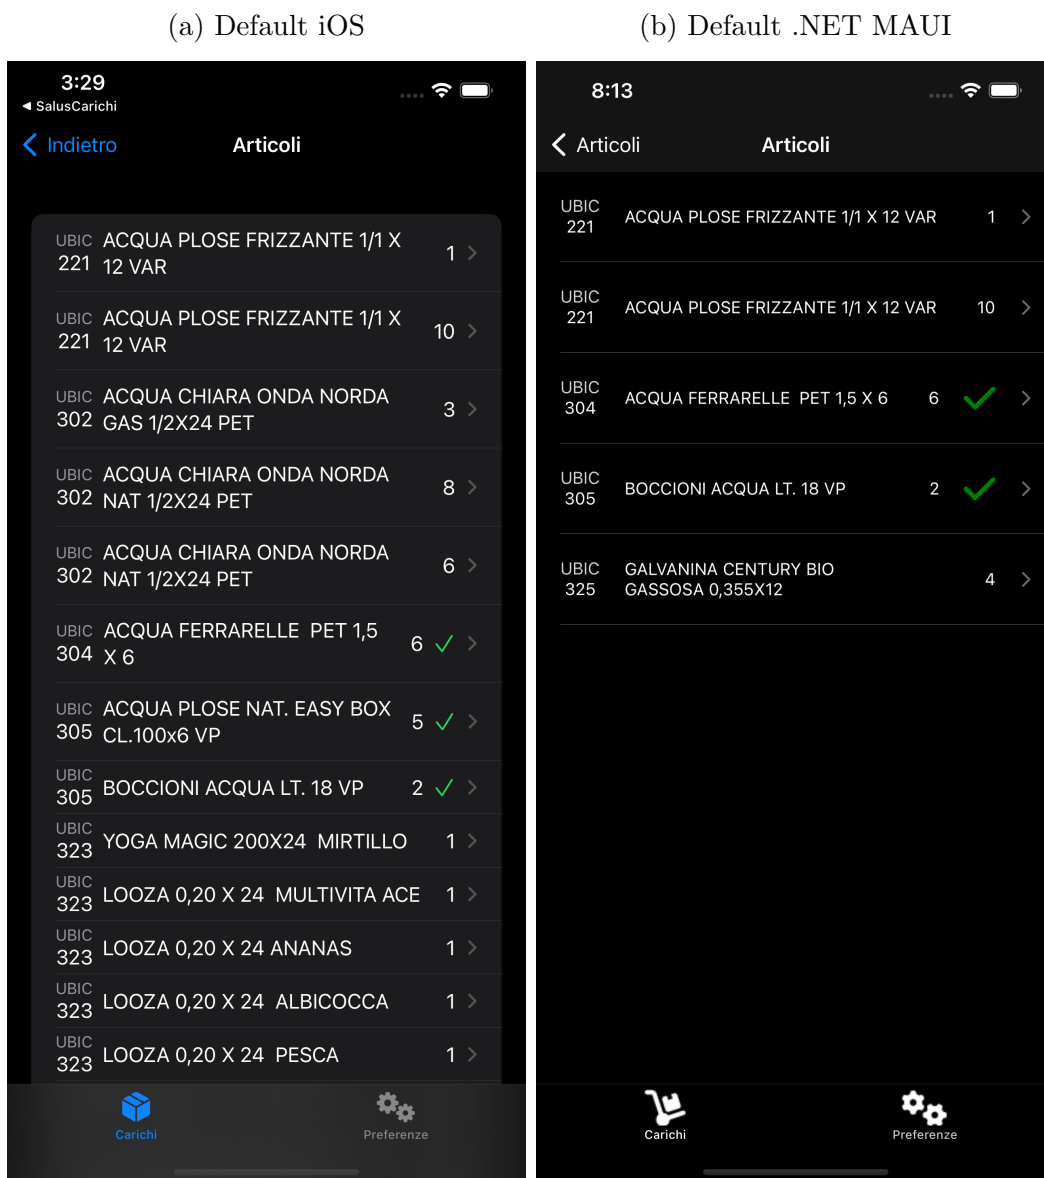 (a) Default iOS
3:29
◀ SalusCarichi
Indietro
Articoli
UBIC
221
ACQUA PLOSE FRIZZANTE 1/1 X
12 VAR
1
UBIC
221
ACQUA PLOSE FRIZZANTE 1/1 X
12 VAR
10
UBIC
302
ACQUA CHIARA ONDA NORDA
GAS 1/2X24 PET
3
UBIC
302
ACQUA CHIARA ONDA NORDA
NAT 1/2X24 PET
8
UBIC
302
ACQUA CHIARA ONDA NORDA
NAT 1/2X24 PET
6
UBIC
304
ACQUA FERRARELLE  PET 1,5
X 6
6
UBIC
305
ACQUA PLOSE NAT. EASY BOX
CL.100x6 VP
5
UBIC
305
BOCCIONI ACQUA LT. 18 VP
2
UBIC
323
YOGA MAGIC 200X24  MIRTILLO
1
UBIC
323
LOOZA 0,20 X 24  MULTIVITA ACE
1
UBIC
323
LOOZA 0,20 X 24 ANANAS
1
UBIC
323
LOOZA 0,20 X 24  ALBICOCCA
1
UBIC
323
LOOZA 0,20 X 24  PESCA
1
Carichi
Preferenze
(b) Default .NET MAUI
8:13
Articoli
Articoli
UBIC
221
ACQUA PLOSE FRIZZANTE 1/1 X 12 VAR
1
UBIC
221
ACQUA PLOSE FRIZZANTE 1/1 X 12 VAR
10
UBIC
304
ACQUA FERRARELLE  PET 1,5 X 6
6
UBIC
305
BOCCIONI ACQUA LT. 18 VP
2
UBIC
325
GALVANINA CENTURY BIO
GASSOSA 0,355X12
4
Carichi
Preferenze